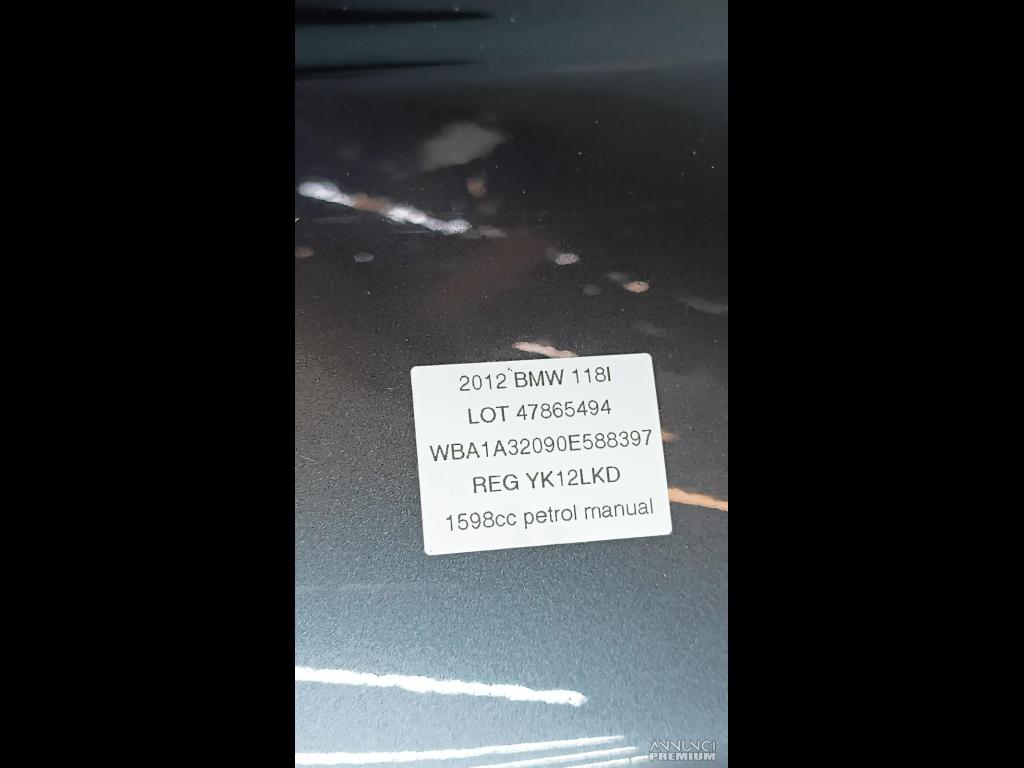 2012 BMW 118I
LOT 47865494
WBA1A32090E588397
REG YK12LKD
1598cc petrol manual
ANNUNCI
PREMIUM